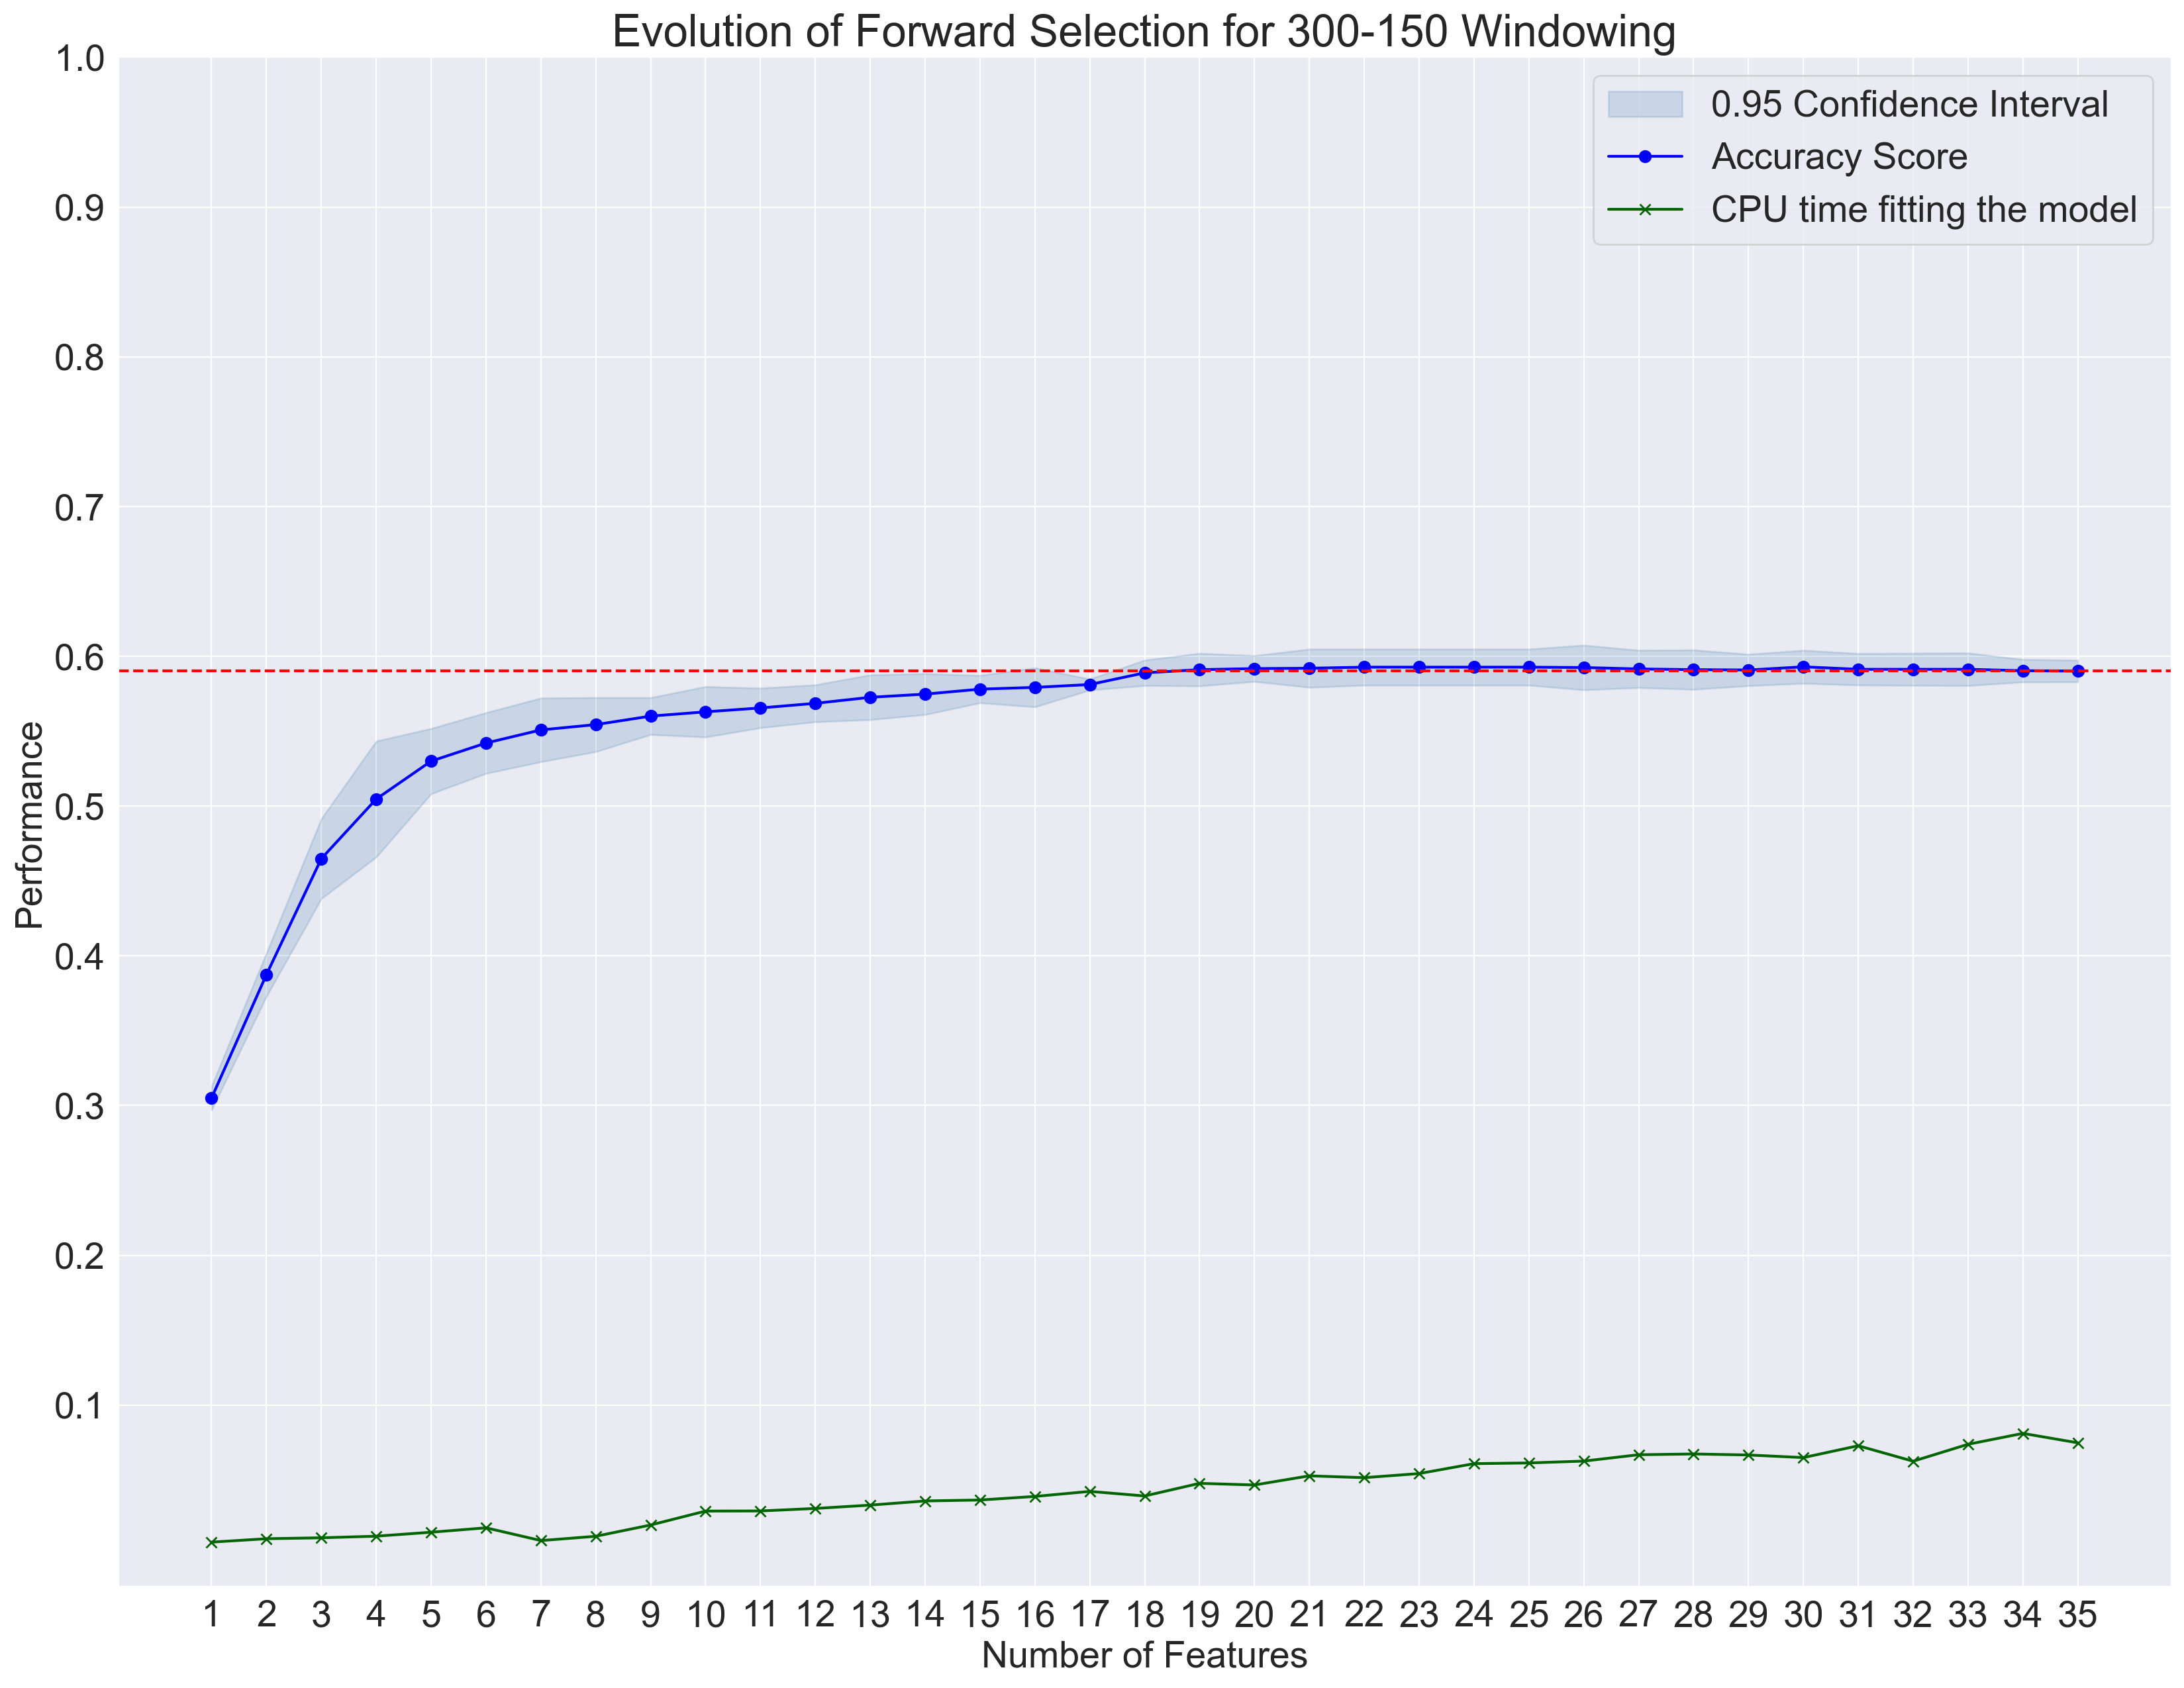 Evolution of Forward Selection for 300-150 Windowing
1.0
0.9
0.8
0.7
0.6
0.5
0.4
0.3
0.2
0.1
Performance
0.95 Confidence Interval
Accuracy Score
CPU time fitting the model
1 2 3 4 5 6 7 8 9 10 11 12 13 14 15 16 17 18 19 20 21 22 23 24 25 26 27 28 29 30 31 32 33 34 35
Number of Features